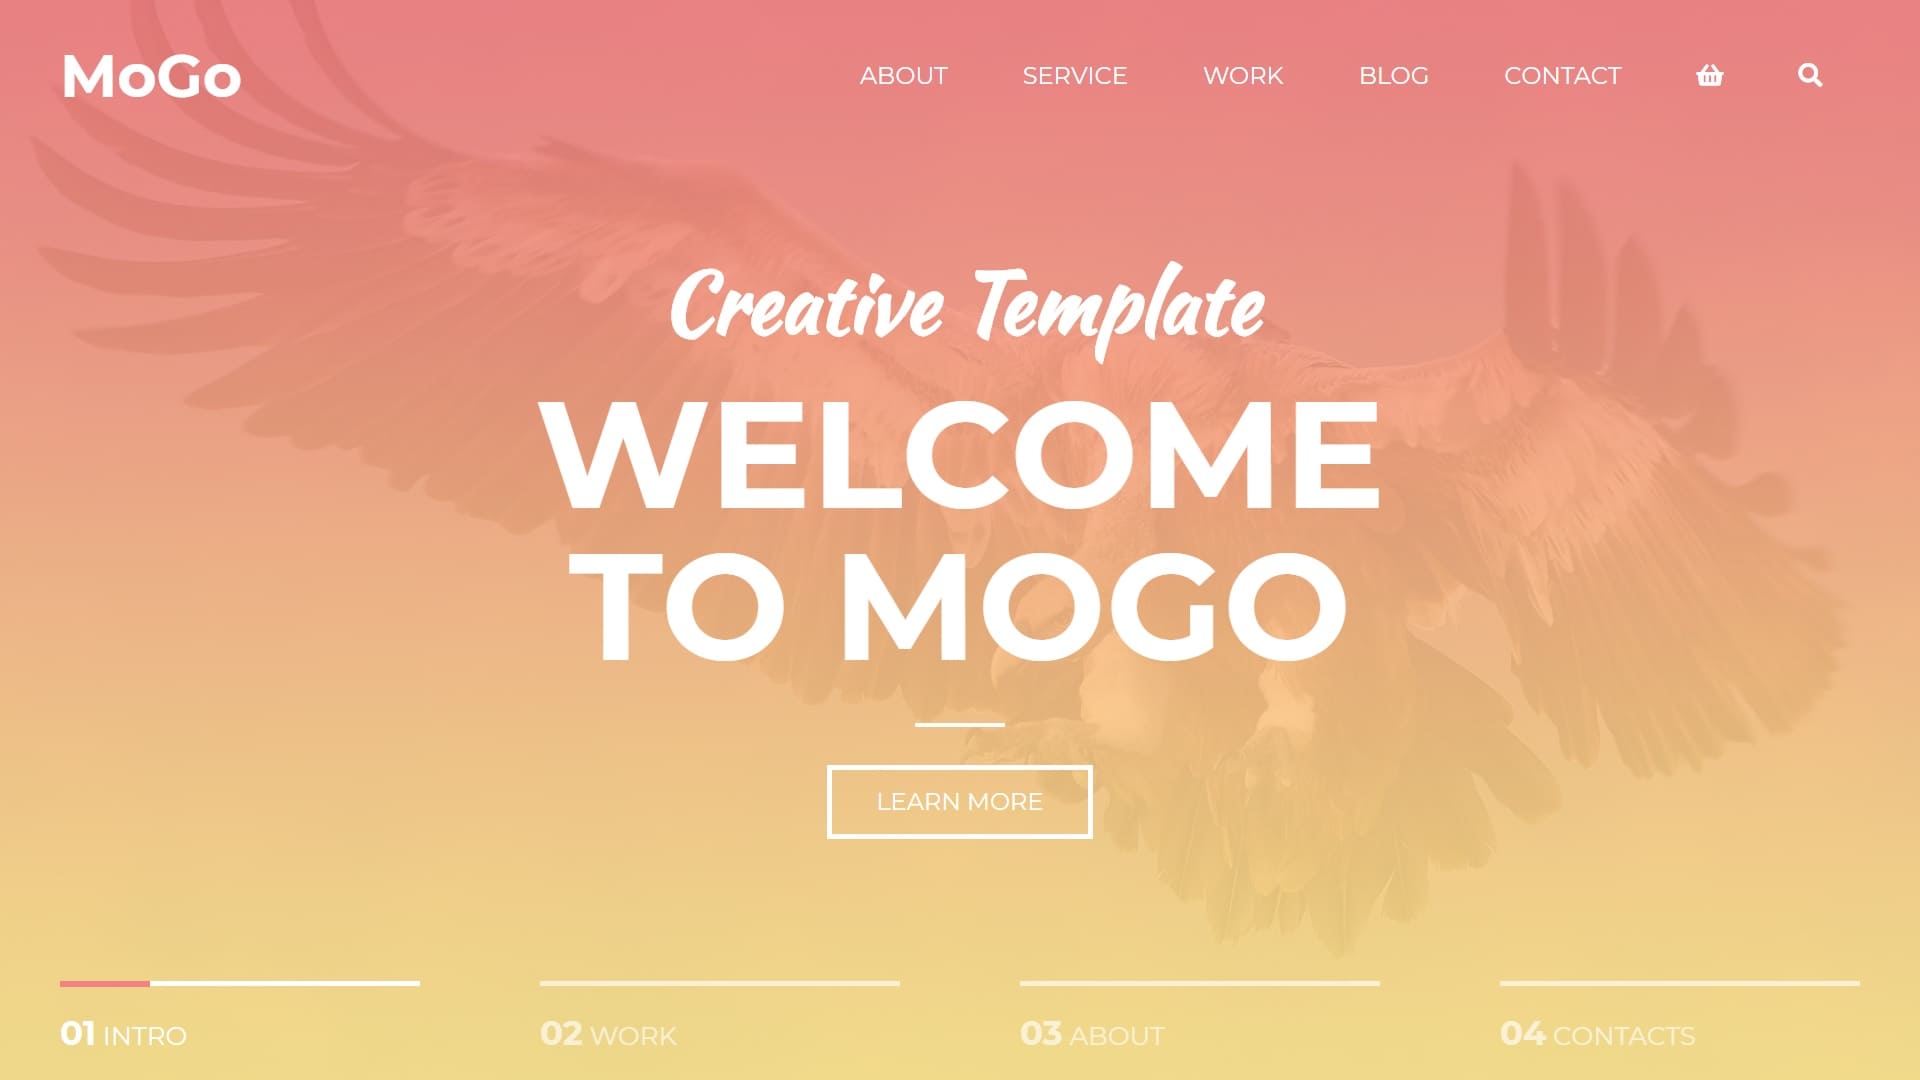 MoGo
ABOUT SERVICE WORK BLOG CONTACT
Creative Template
WELCOME
TO MOGO
LEARN MORE
01 INTRO
02 WORK
03 ABOUT
04 CONTACTS